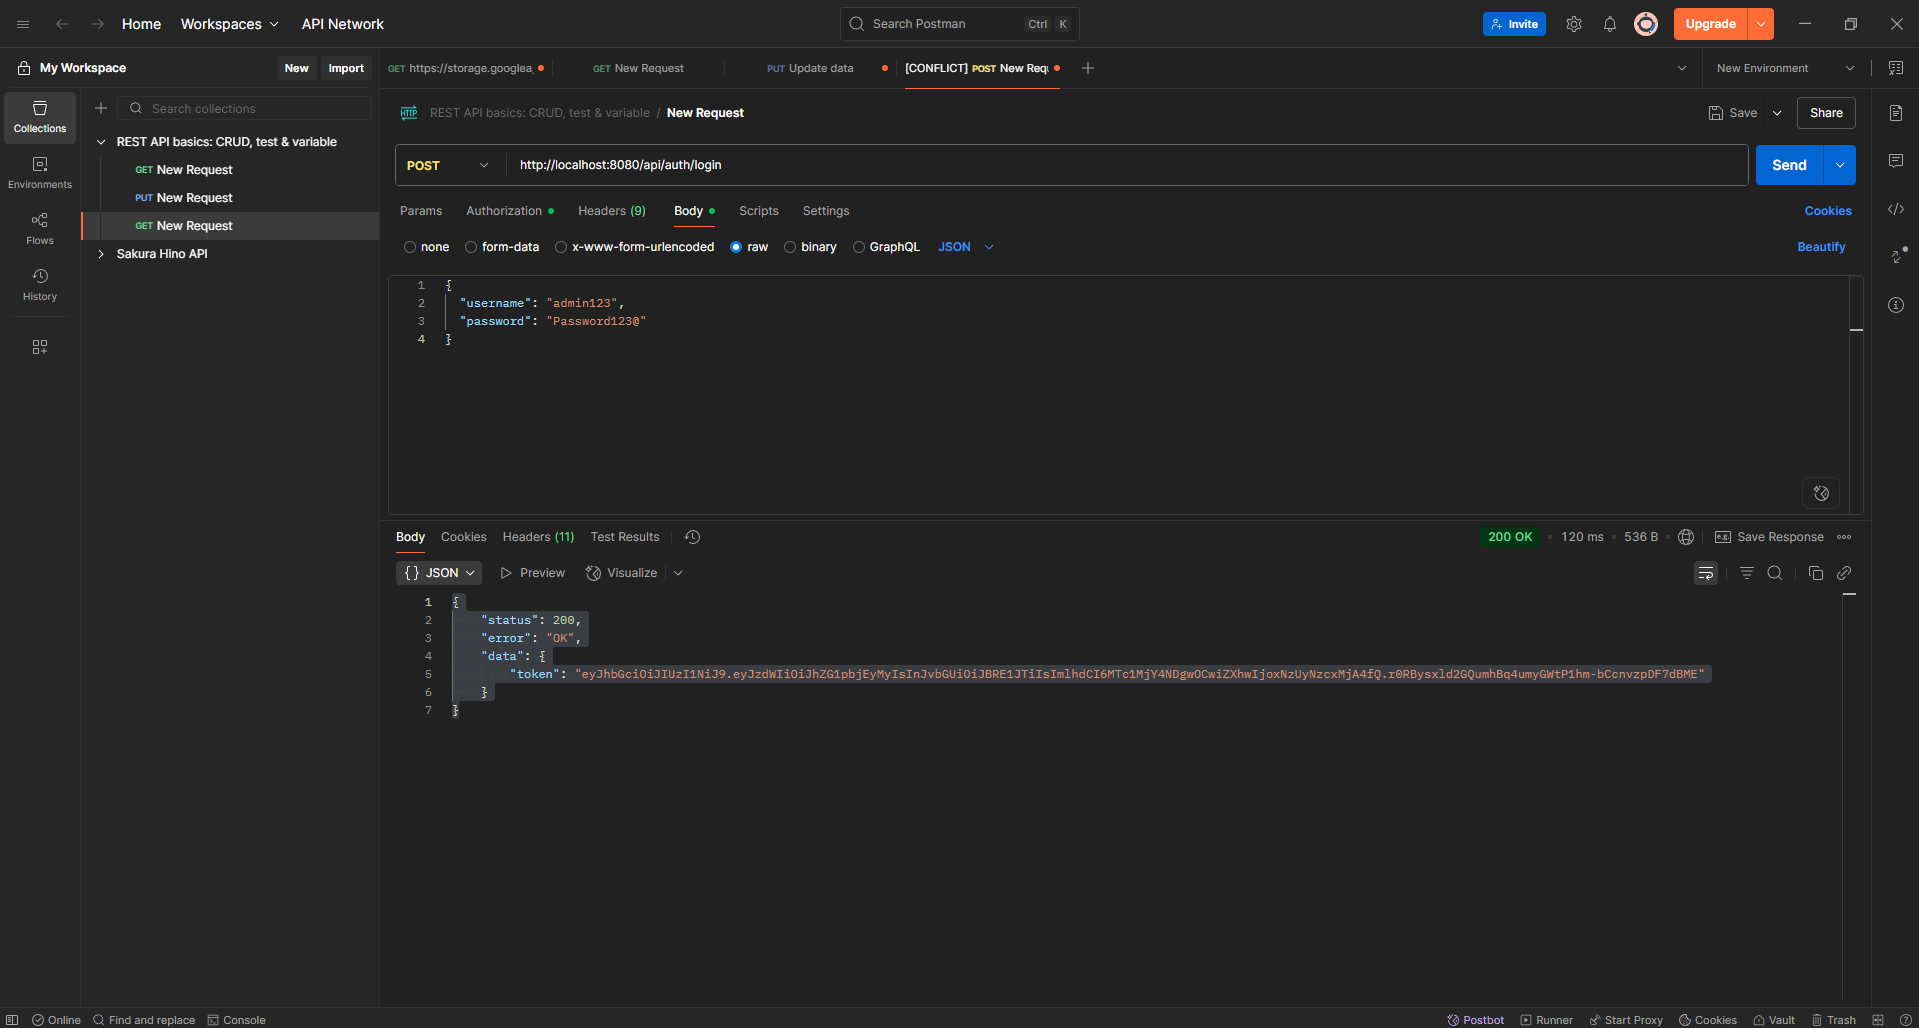 Home Workspaces API Network
Search Postman Ctrl K
Invite Upgrade
My Workspace New Import
GET https://storage.googlea
GET New Request
PUT Update data
[CONFLICT] POST New Requ
New Environment
Collections
Environments
Flows
History
Search collections
REST API basics: CRUD, test & variable
GET New Request
PUT New Request
GET New Request
Sakura Hino API
HTTP REST API basics: CRUD, test & variable / New Request
Save Share
POST http://localhost:8080/api/auth/login Send
Params Authorization Headers (9) Body Scripts Settings Cookies
none form-data x-www-form-urlencoded raw binary GraphQL JSON Beautify
1 {
2 "username": "admin123",
3 "password": "Password123@"
4 }
Body Cookies Headers (11) Test Results
200 OK 120 ms 536 B e.g. Save Response
{} JSON Preview Visualize
1 {
2 "status": 200,
3 "error": "OK",
4 "data": {
5 "token": "eyJhbGciOiJIUzI1NiJ9.eyJzdWIiOiJhZG1pbjEyMyIsInJvbGUiOiJBRE1JTiIsImlhdCI6MTc1MjY4NDgwOCwiZXhwIjoxNzUyNzcxMjA4fQ.r0RBysxld2GQumhBq4umyGWtP1hm-bCcnvzpDF7dBME"
6 }
7 }
Online Find and replace Console
Postbot Runner Start Proxy Cookies Vault Trash